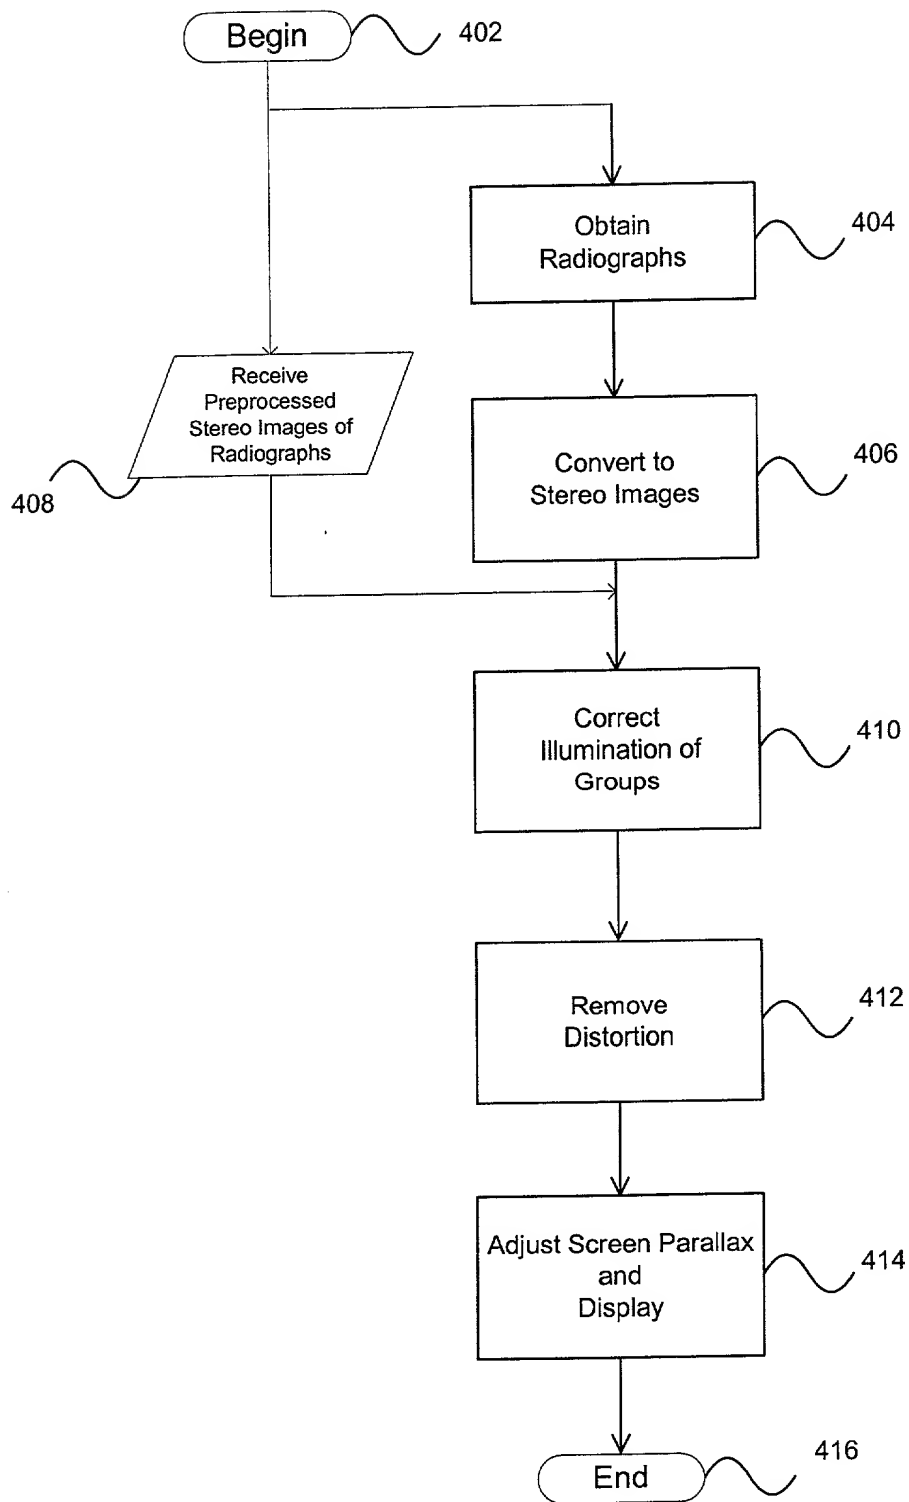 Begin
402
Obtain
Radiographs
404
Receive
Preprocessed
Stereo Images of
Radiographs
408
Convert to
Stereo Images
406
Correct
Illumination of
Groups
410
Remove
Distortion
412
Adjust Screen Parallax
and
Display
414
End
416